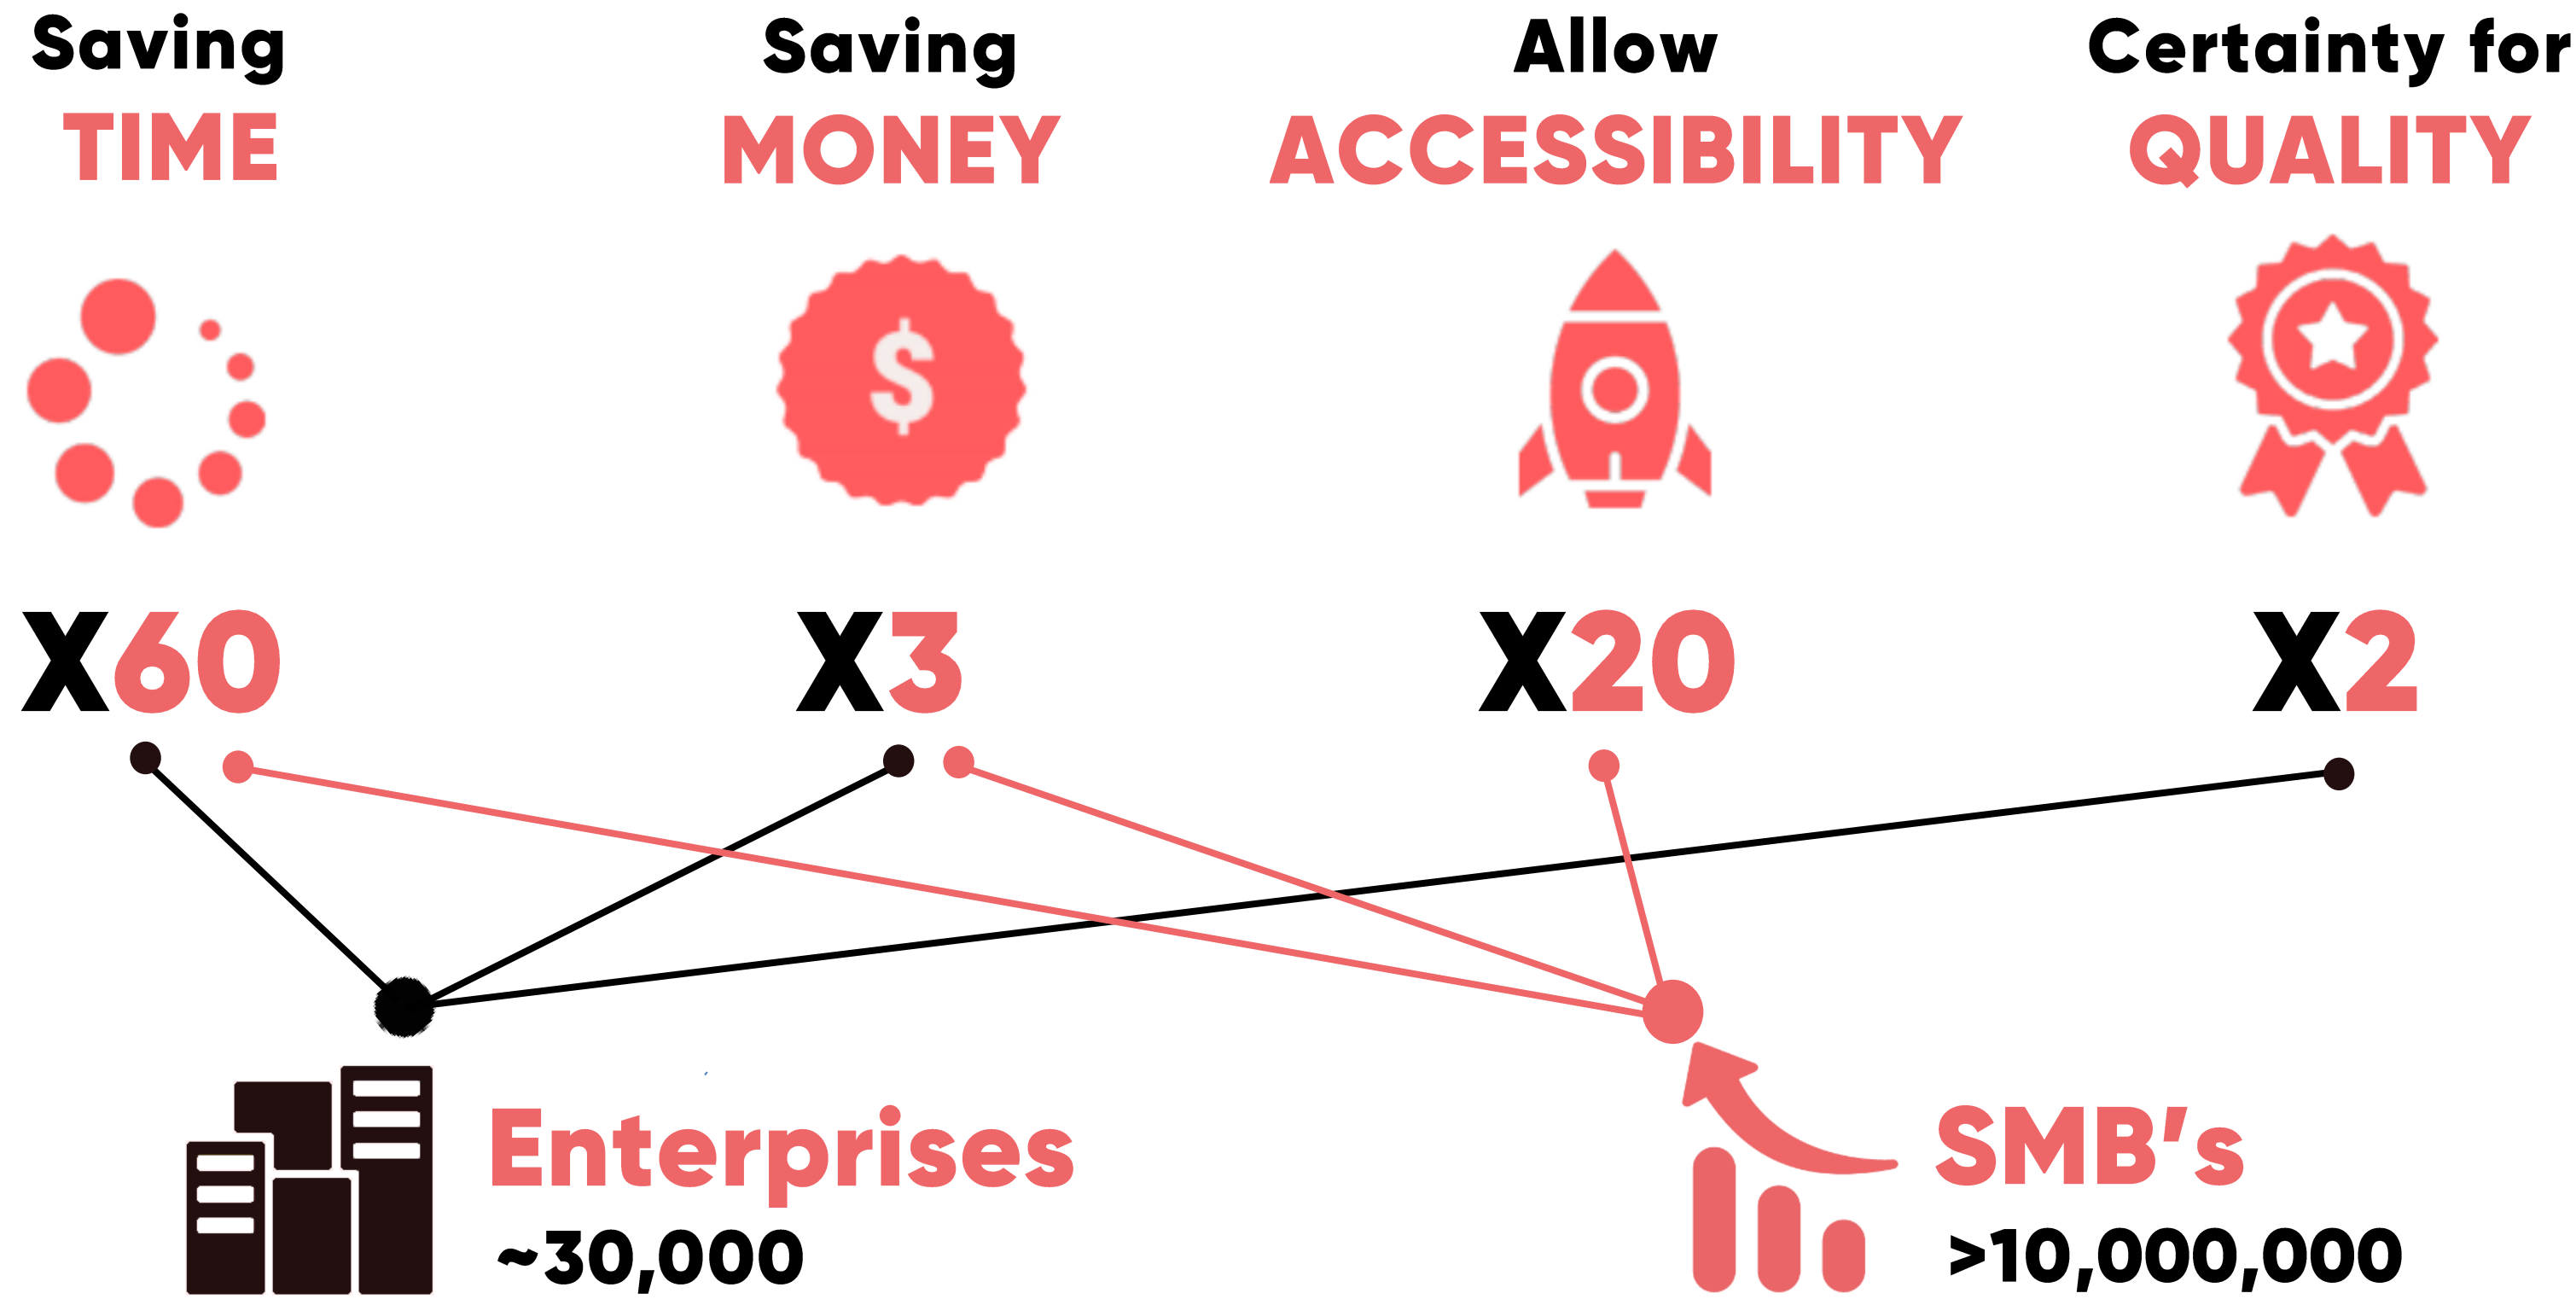 Saving
TIME
Saving
MONEY
Allow
ACCESSIBILITY
Certainty for
QUALITY
$
X60
X3
X20
X2
Enterprises
~30,000
SMB's
>10,000,000